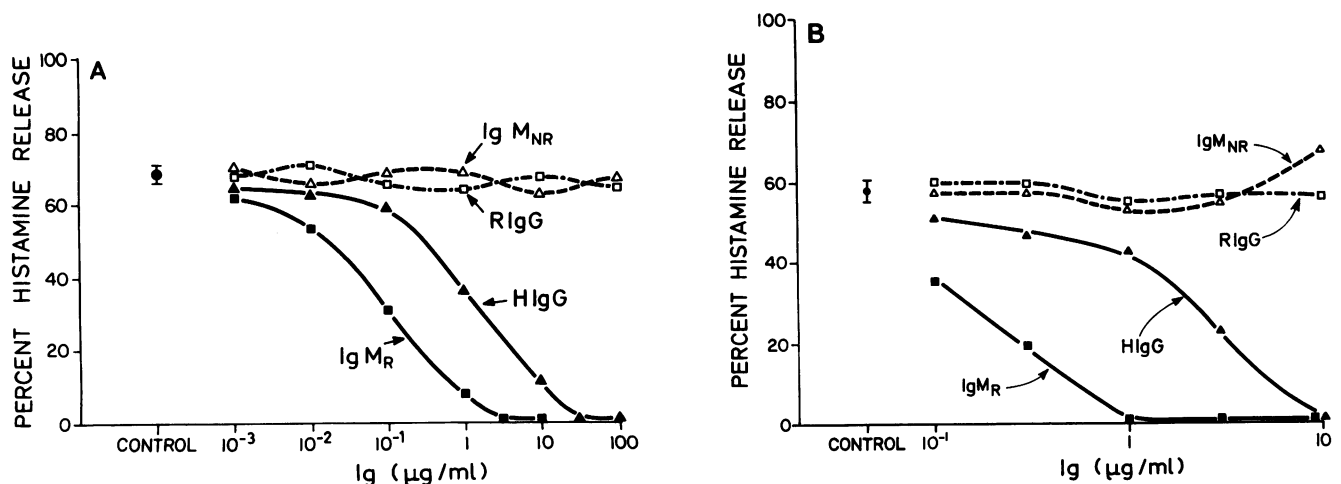 A
PERCENT HISTAMINE RELEASE
100
80
60
40
20
0
Ig M_NR
RIgG
HIgG
Ig M_R
CONTROL 10⁻³ 10⁻² 10⁻¹ 1 10 100
Ig (μg/ml)
B
PERCENT HISTAMINE RELEASE
100
80
60
40
20
0
IgM_NR
RIgG
HIgG
IgM_R
CONTROL 10⁻¹ 1 10
Ig (μg/ml)